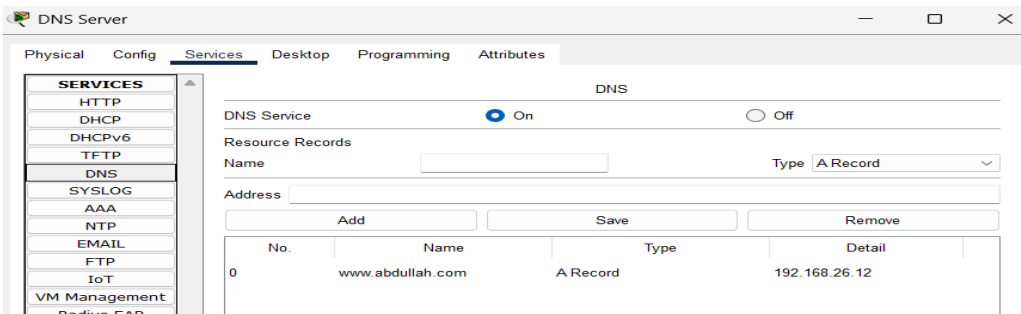 DNS Server
Physical Config Services Desktop Programming Attributes
SERVICES
HTTP
DHCP
DHCPv6
TFTP
DNS
SYSLOG
AAA
NTP
EMAIL
FTP
IoT
VM Management
Radius EAP
DNS
DNS Service On Off
Resource Records
Name Type A Record
Address
Add Save Remove
No. Name Type Detail
0 www.abdullah.com A Record 192.168.26.12